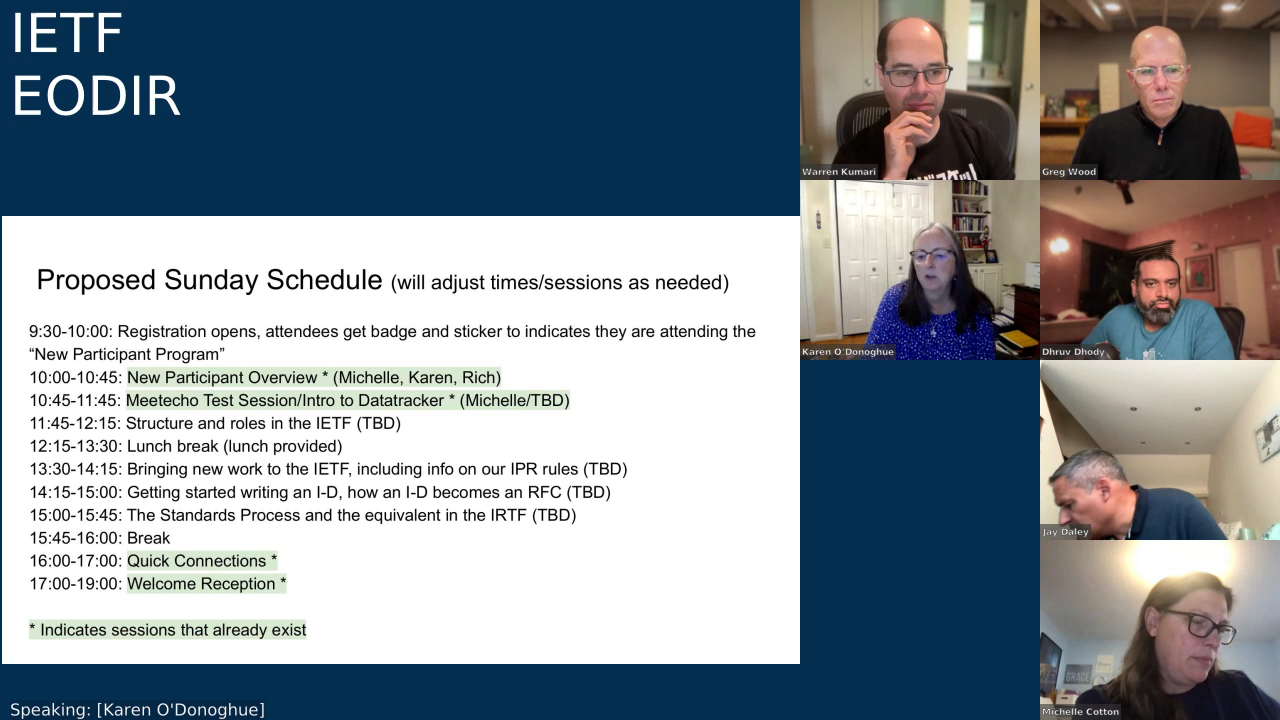 IETF
EODIR
Proposed Sunday Schedule (will adjust times/sessions as needed)
9:30-10:00: Registration opens, attendees get badge and sticker to indicates they are attending the
“New Participant Program”
10:00-10:45: New Participant Overview * (Michelle, Karen, Rich)
10:45-11:45: Meetecho Test Session/Intro to Datatracker * (Michelle/TBD)
11:45-12:15: Structure and roles in the IETF (TBD)
12:15-13:30: Lunch break (lunch provided)
13:30-14:15: Bringing new work to the IETF, including info on our IPR rules (TBD)
14:15-15:00: Getting started writing an I-D, how an I-D becomes an RFC (TBD)
15:00-15:45: The Standards Process and the equivalent in the IRTF (TBD)
15:45-16:00: Break
16:00-17:00: Quick Connections *
17:00-19:00: Welcome Reception *
* Indicates sessions that already exist
Speaking: [Karen O'Donoghue]
Warren Kumari
Greg Wood
Karen O'Donoghue
Dhruv Dhody
Jay Daley
GRACE
Michelle Cotton